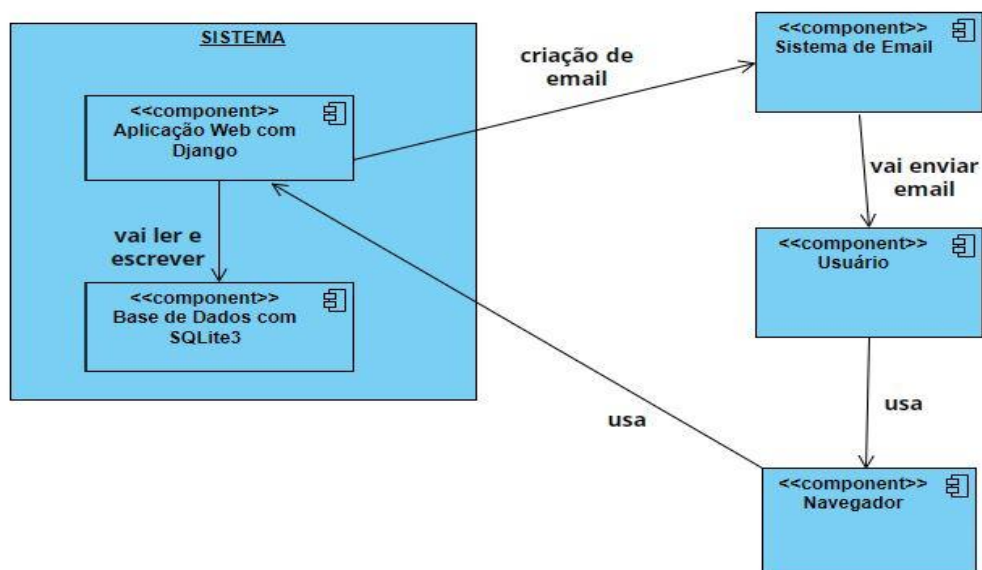 SISTEMA
<<component>>
Aplicação Web com
Django
vai ler e
escrever
<<component>>
Base de Dados com
SQLite3
criação de
email
<<component>>
Sistema de Email
vai enviar
email
<<component>>
Usuário
usa
<<component>>
Navegador
usa